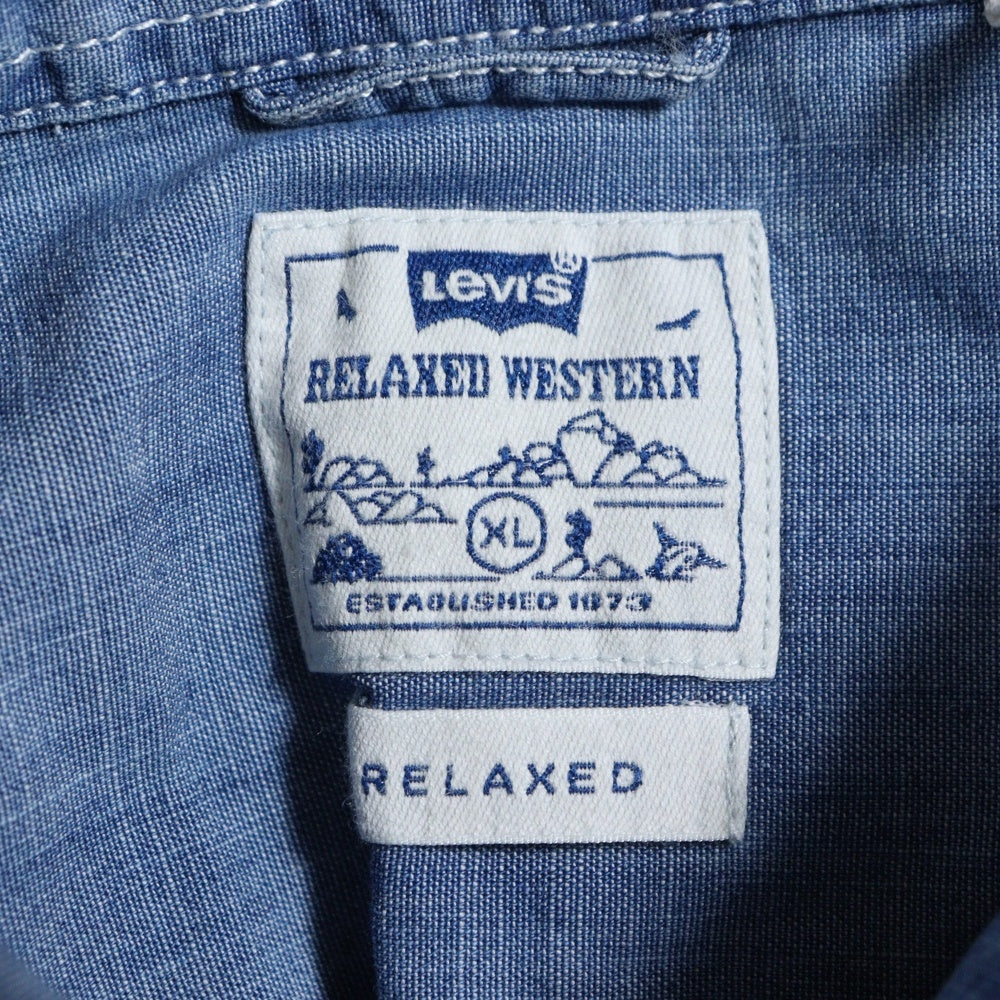 Levi's®
RELAXED WESTERN
XL
ESTABLISHED 1873
RELAXED